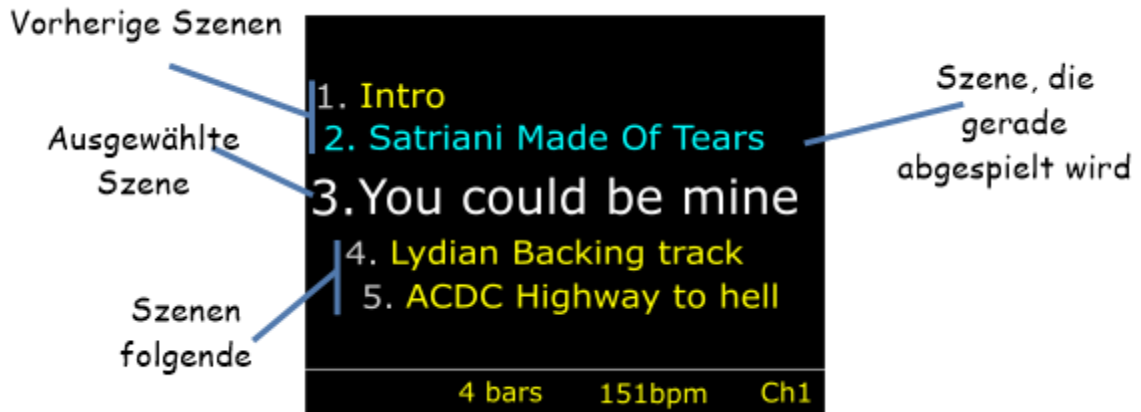 Vorherige Szenen
1. Intro
2. Satriani Made Of Tears
Szene, die
gerade
abgespielt wird
Ausgewählte
Szene
3.You could be mine
4. Lydian Backing track
5. ACDC Highway to hell
Szenen
folgende
4 bars 151bpm Ch1